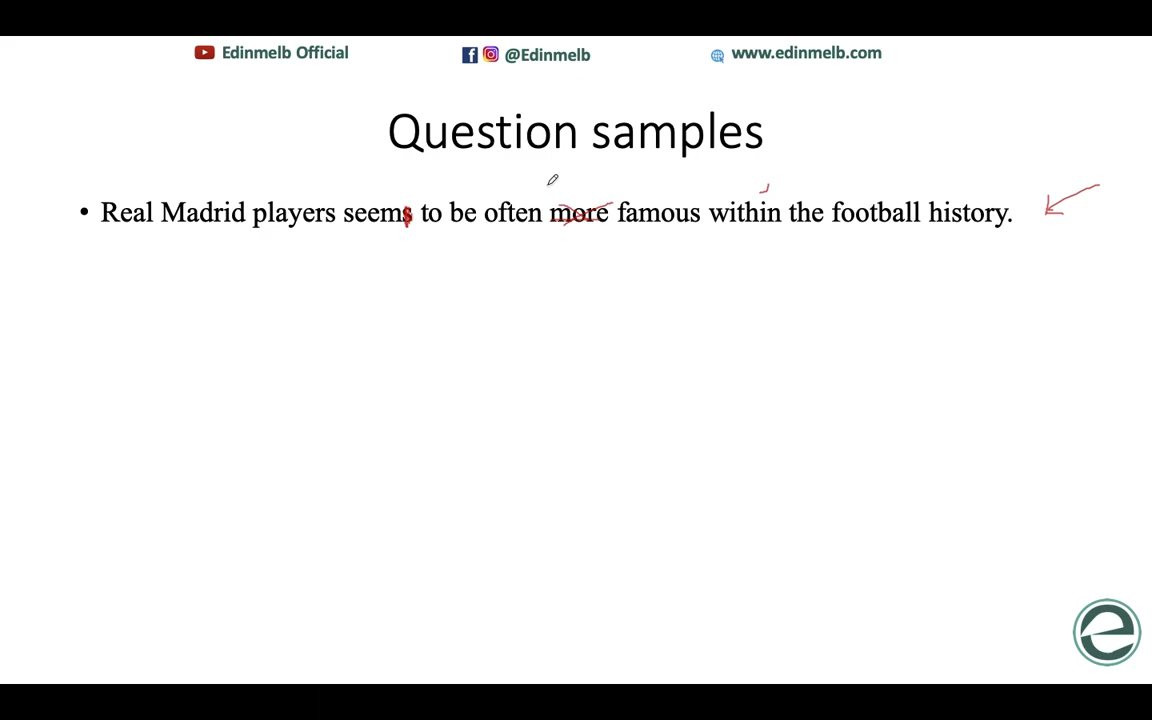 Edinmelb Official @Edinmelb www.edinmelb.com
Question samples
• Real Madrid players seems to be often more famous within the football history.
e